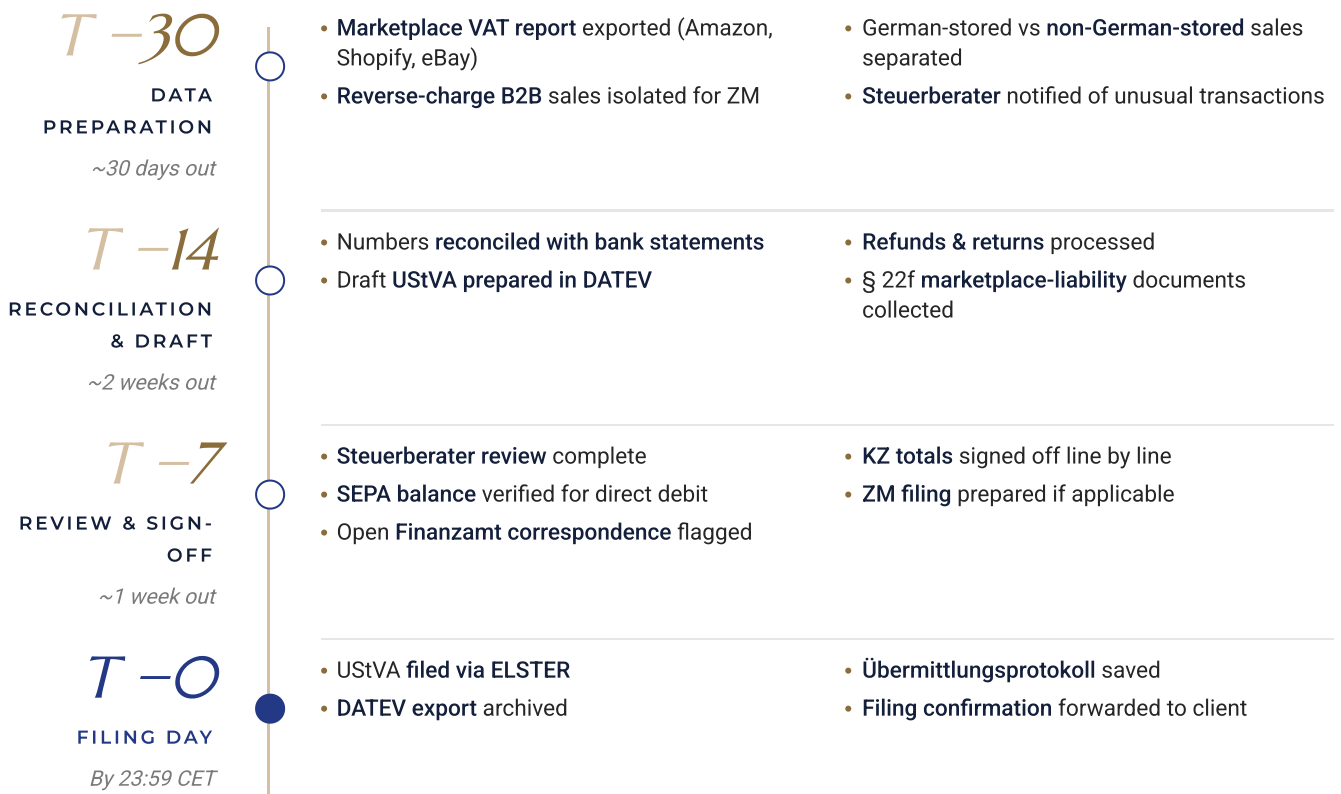 T –30
DATA
PREPARATION
~30 days out
• Marketplace VAT report exported (Amazon,
Shopify, eBay)
• Reverse-charge B2B sales isolated for ZM
• German-stored vs non-German-stored sales
separated
• Steuerberater notified of unusual transactions
T –14
RECONCILIATION
& DRAFT
~2 weeks out
• Numbers reconciled with bank statements
• Draft UStVA prepared in DATEV
• Refunds & returns processed
• § 22f marketplace-liability documents
collected
T –7
REVIEW & SIGN-
OFF
~1 week out
• Steuerberater review complete
• SEPA balance verified for direct debit
• Open Finanzamt correspondence flagged
• KZ totals signed off line by line
• ZM filing prepared if applicable
T –0
FILING DAY
By 23:59 CET
• UStVA filed via ELSTER
• DATEV export archived
• Übermittlungsprotokoll saved
• Filing confirmation forwarded to client